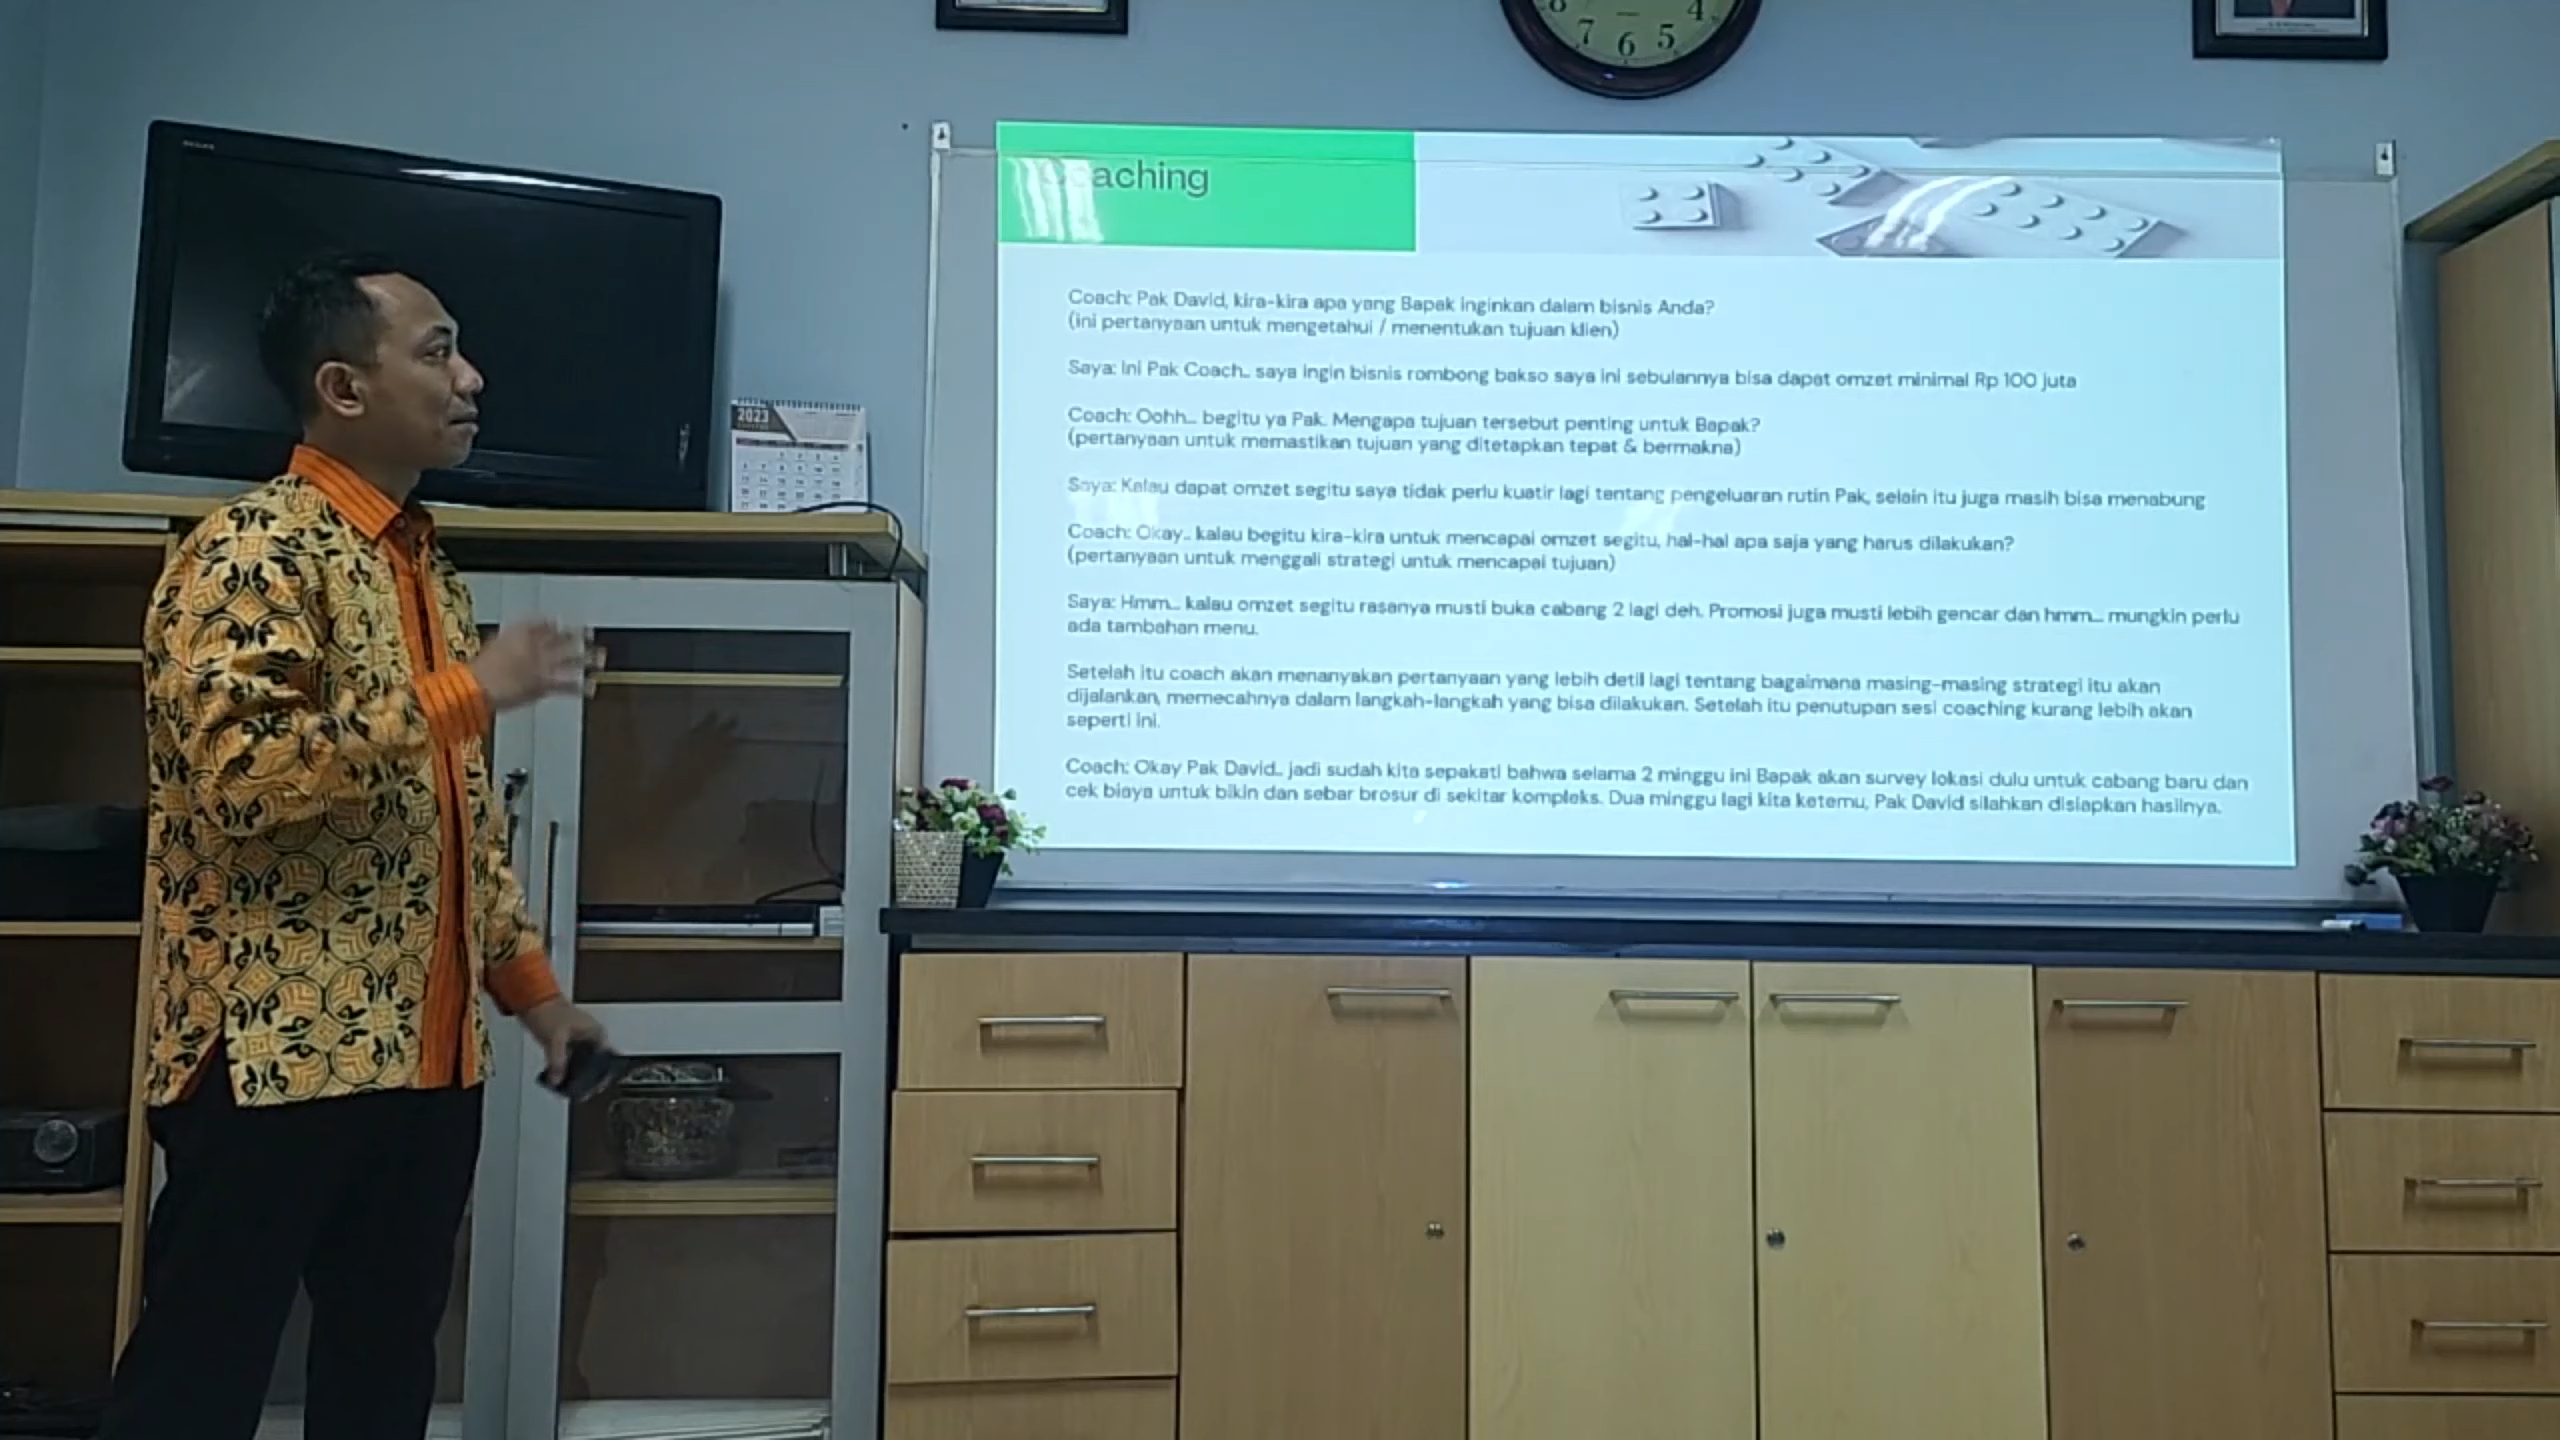 8 7 6 5 4
2023
Coaching
Coach: Pak David, kira-kira apa yang Bapak inginkan dalam bisnis Anda?
(ini pertanyaan untuk mengetahui / menentukan tujuan klien)
Saya: Ini Pak Coach.. saya ingin bisnis rombong bakso saya ini sebulannya bisa dapat omzet minimal Rp 100 juta
Coach: Oohh... begitu ya Pak. Mengapa tujuan tersebut penting untuk Bapak?
(pertanyaan untuk memastikan tujuan yang ditetapkan tepat & bermakna)
Saya: Kalau dapat omzet segitu saya tidak perlu kuatir lagi tentang pengeluaran rutin Pak, selain itu juga masih bisa menabung
Coach: Okay.. kalau begitu kira-kira untuk mencapai omzet segitu, hal-hal apa saja yang harus dilakukan?
(pertanyaan untuk menggali strategi untuk mencapai tujuan)
Saya: Hmm... kalau omzet segitu rasanya musti buka cabang 2 lagi deh. Promosi juga musti lebih gencar dan hmm... mungkin perlu
ada tambahan menu.
Setelah itu coach akan menanyakan pertanyaan yang lebih detil lagi tentang bagaimana masing-masing strategi itu akan
dijalankan, memecahnya dalam langkah-langkah yang bisa dilakukan. Setelah itu penutupan sesi coaching kurang lebih akan
seperti ini.
Coach: Okay Pak David.. jadi sudah kita sepakati bahwa selama 2 minggu ini Bapak akan survey lokasi dulu untuk cabang baru dan
cek biaya untuk bikin dan sebar brosur di sekitar kompleks. Dua minggu lagi kita ketemu, Pak David silahkan disiapkan hasilnya.